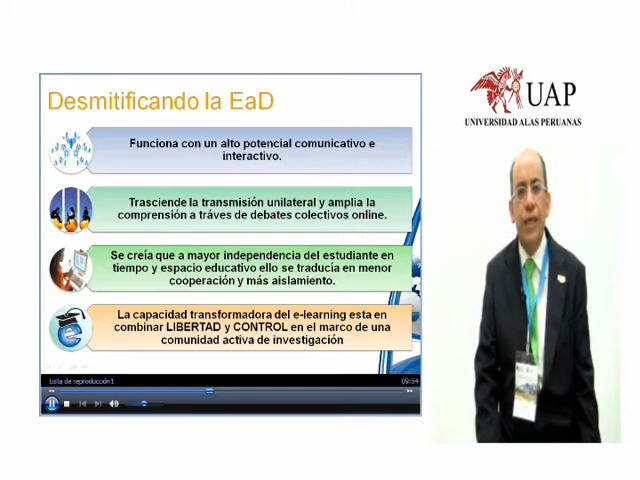 Desmitificando la EaD
Funciona con un alto potencial comunicativo e
interactivo.
Trasciende la transmisión unilateral y amplia la
comprensión a tráves de debates colectivos online.
Se creía que a mayor independencia del estudiante en
tiempo y espacio educativo ello se traducía en menor
cooperación y más aislamiento.
La capacidad transformadora del e-learning esta en
combinar LIBERTAD y CONTROL en el marco de una
comunidad activa de investigación
Lista de reproducción1
09:54
UAP
UNIVERSIDAD ALAS PERUANAS